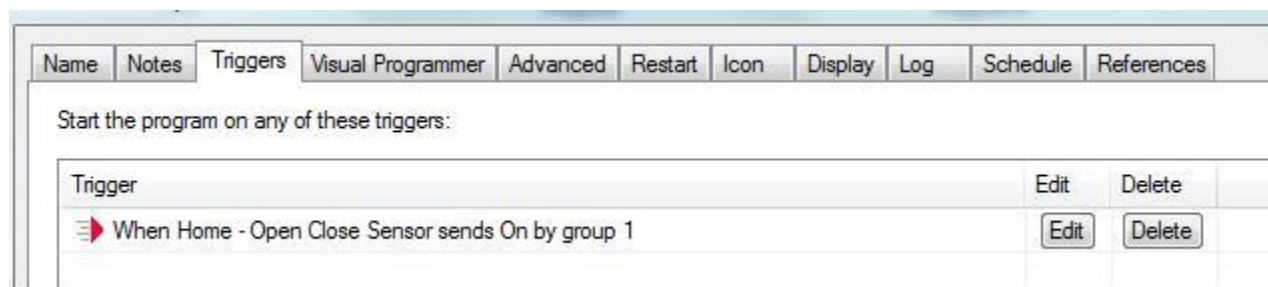 Name Notes Triggers Visual Programmer Advanced Restart Icon Display Log Schedule References
Start the program on any of these triggers:
Trigger Edit Delete
When Home - Open Close Sensor sends On by group 1 Edit Delete